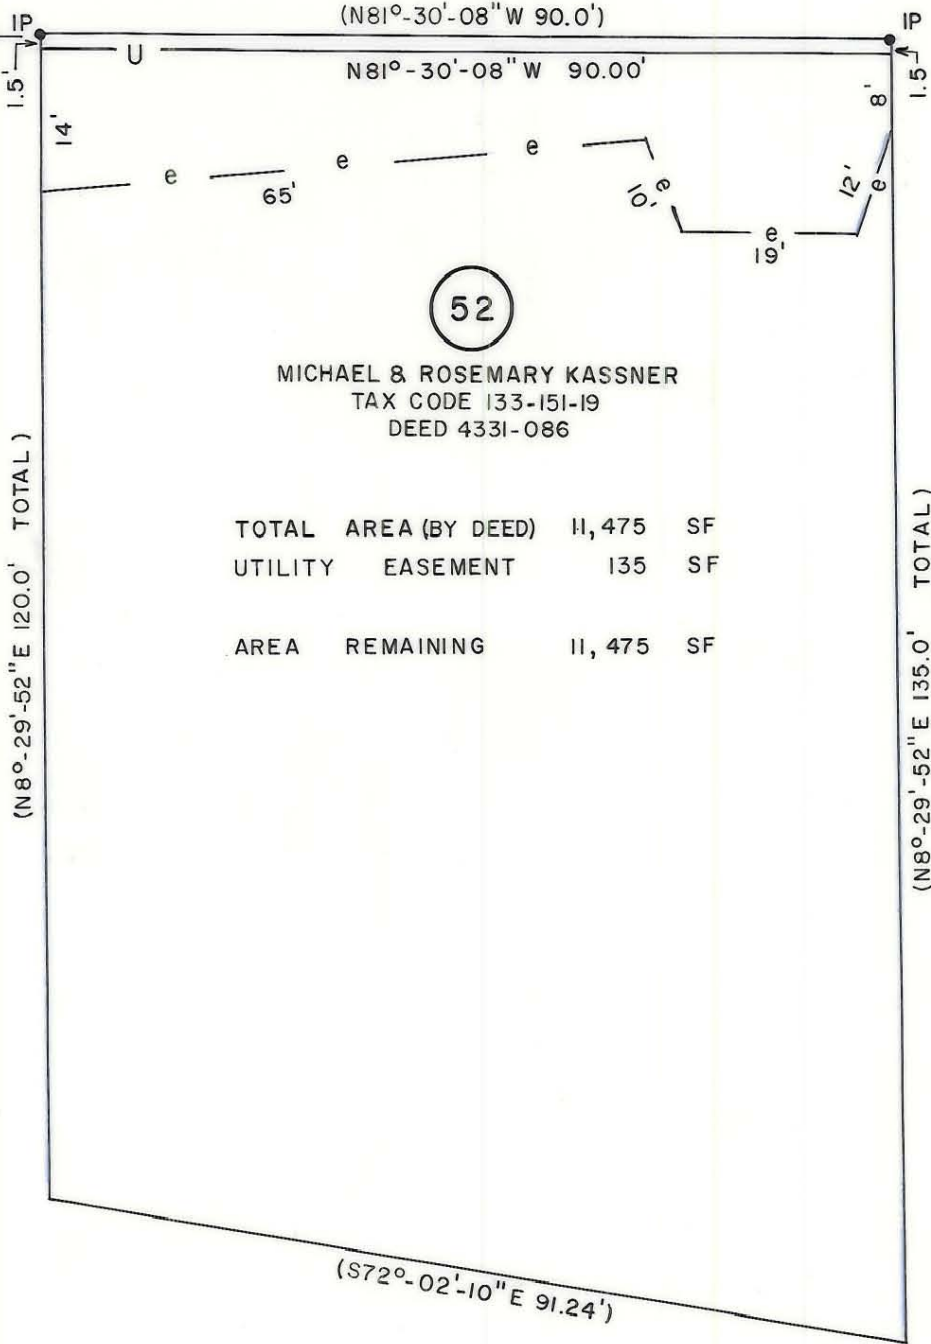 (N81°-30'-08"W 90.0')
IP
IP
1.5'
U
N81°-30'-08"W 90.00'
1.5'
14'
8'
e e e
65'
e
10'
12'
e
e
19'
52
MICHAEL & ROSEMARY KASSNER
TAX CODE 133-151-19
DEED 4331-086
TOTAL AREA (BY DEED) 11,475 SF
UTILITY EASEMENT 135 SF
AREA REMAINING 11,475 SF
(N8°-29'-52"E 120.0' TOTAL)
(N8°-29'-52"E 135.0' TOTAL)
(S72°-02'-10"E 91.24')